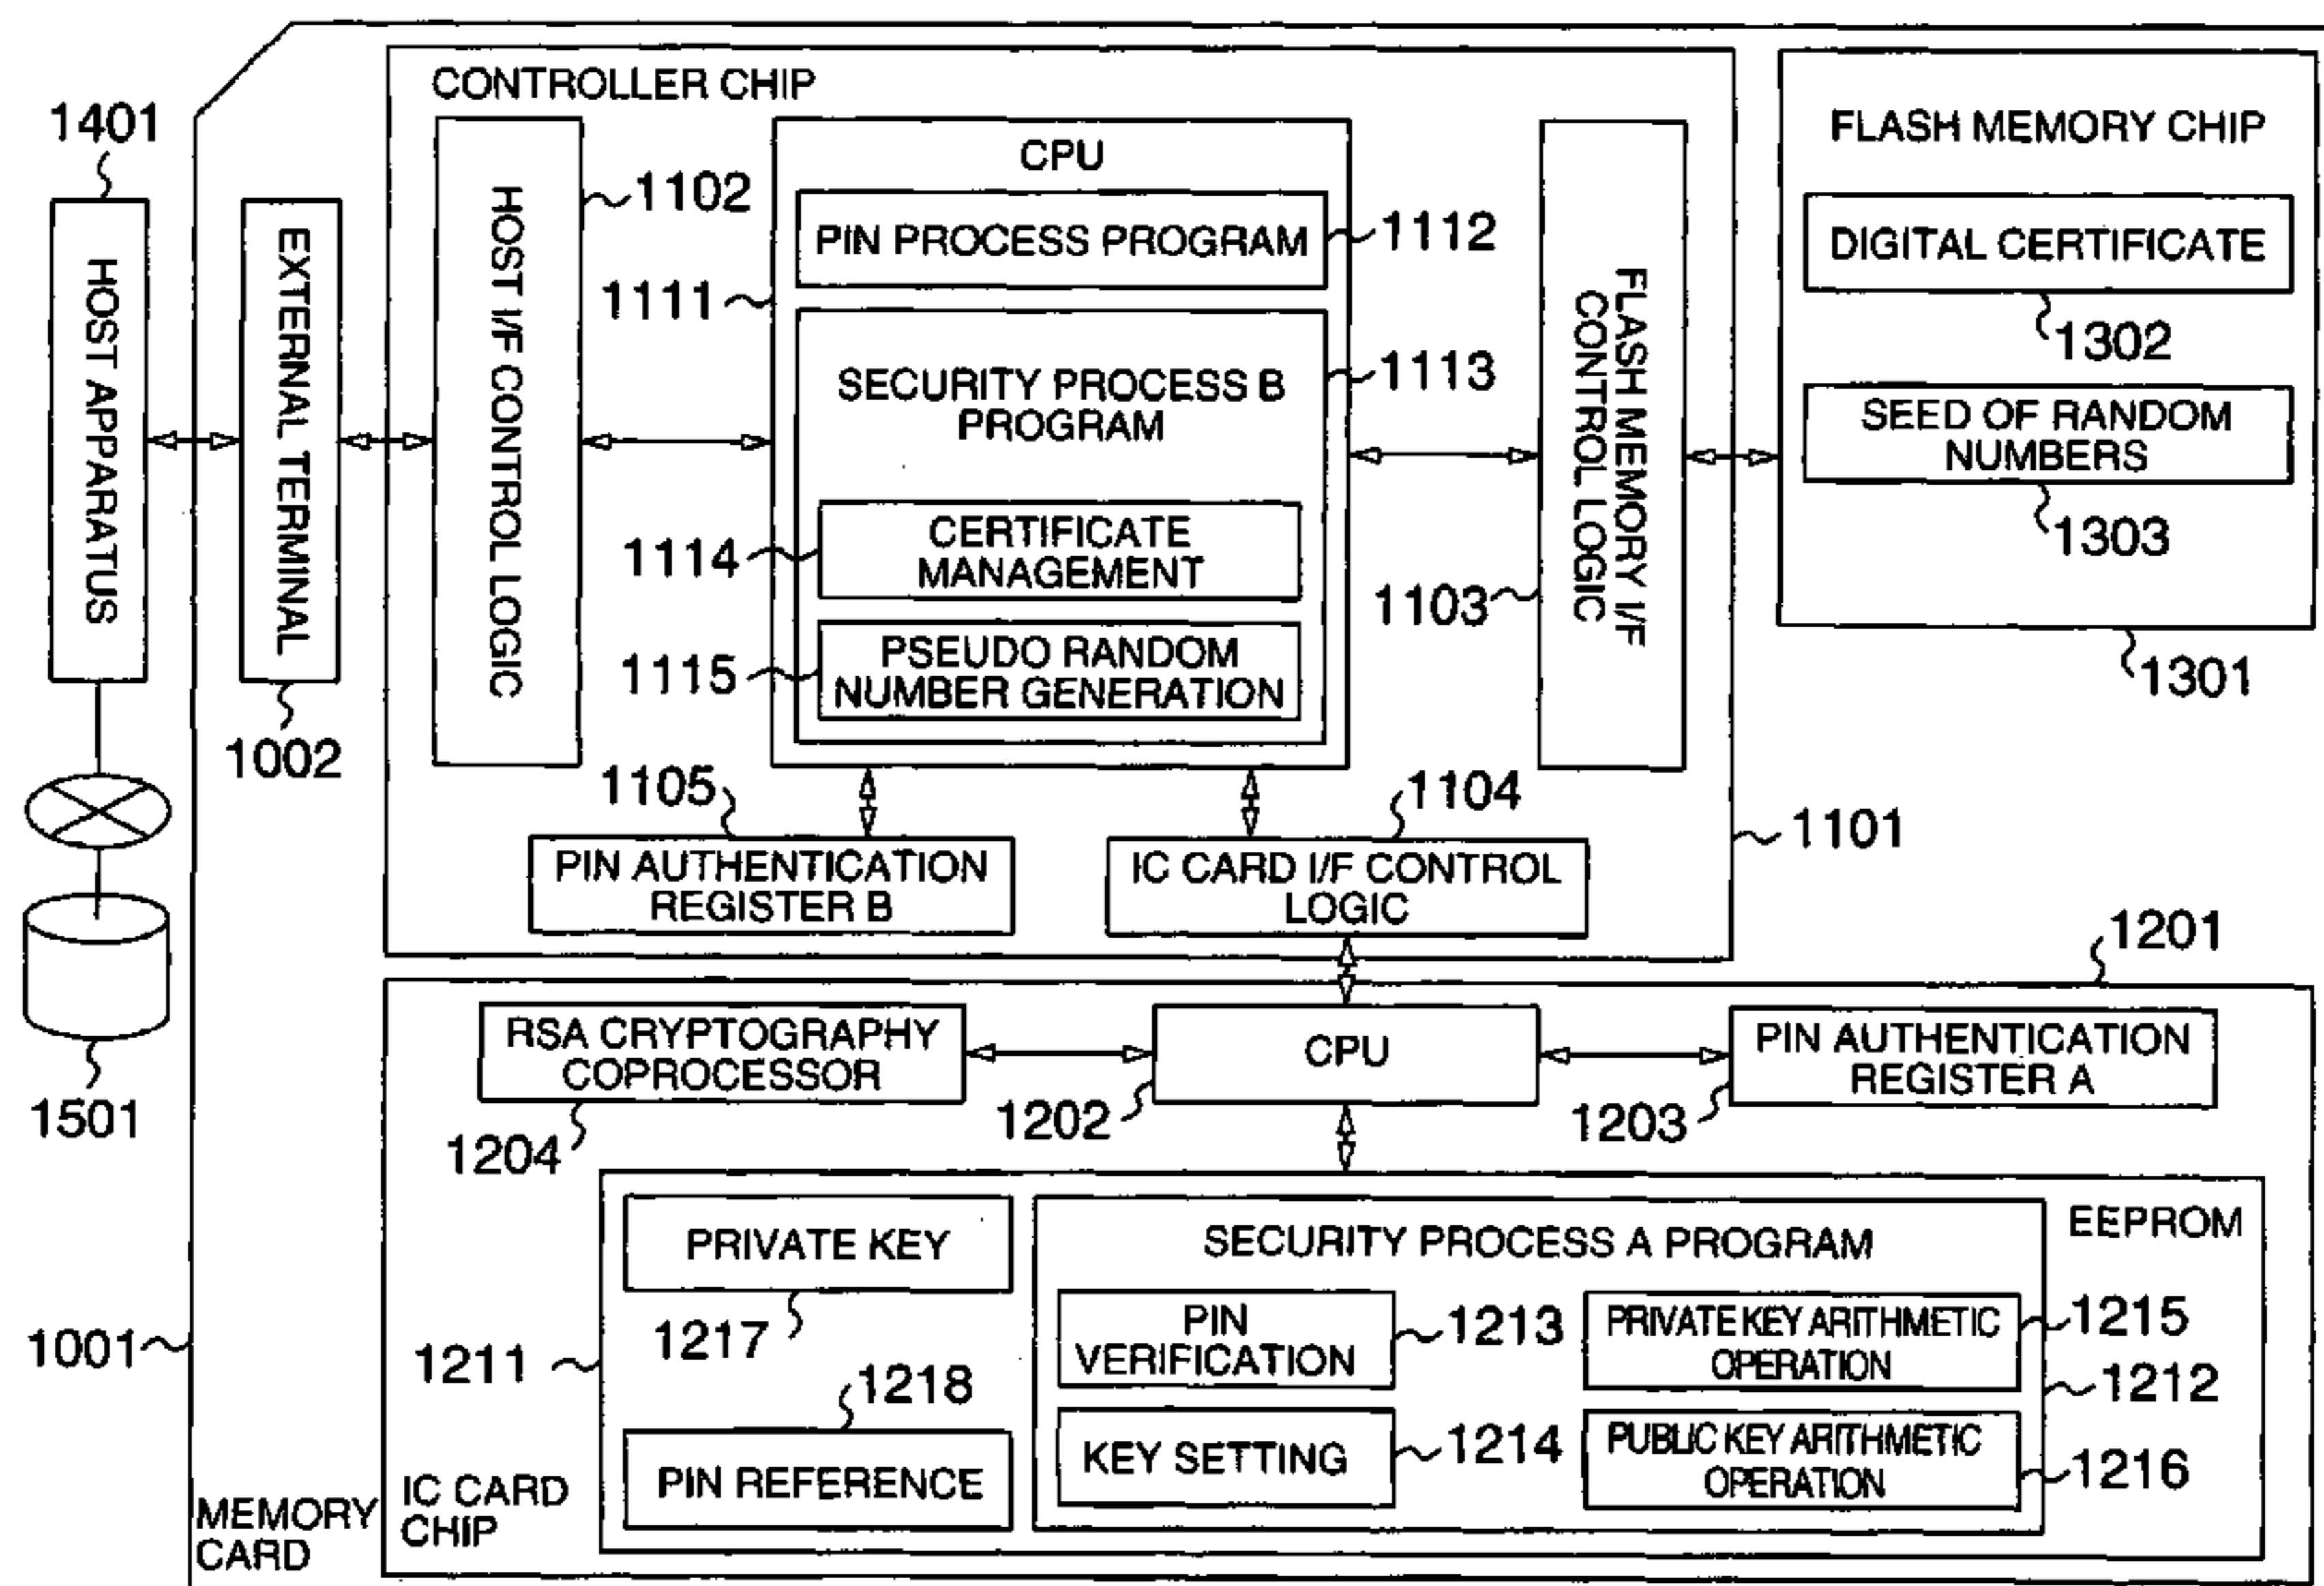 CONTROLLER CHIP
1401
HOST APPARATUS
EXTERNAL TERMINAL
1002
HOST I/F CONTROL LOGIC
1102
CPU
1111
PIN PROCESS PROGRAM
1112
SECURITY PROCESS B
PROGRAM
1113
CERTIFICATE
MANAGEMENT
1114
PSEUDO RANDOM
NUMBER GENERATION
1115
FLASH MEMORY I/F
CONTROL LOGIC
1103
FLASH MEMORY CHIP
DIGITAL CERTIFICATE
1302
SEED OF RANDOM
NUMBERS
1303
1301
1105
PIN AUTHENTICATION
REGISTER B
1104
IC CARD I/F CONTROL
LOGIC
1101
1501
1201
RSA CRYPTOGRAPHY
COPROCESSOR
1204
CPU
1202
PIN AUTHENTICATION
REGISTER A
1203
EEPROM
PRIVATE KEY
1217
1211
1218
PIN REFERENCE
SECURITY PROCESS A PROGRAM
PIN
VERIFICATION
1213
KEY SETTING
1214
PRIVATE KEY ARITHMETIC
OPERATION
1215
1212
PUBLIC KEY ARITHMETIC
OPERATION
1216
1001
MEMORY
CARD
IC CARD
CHIP